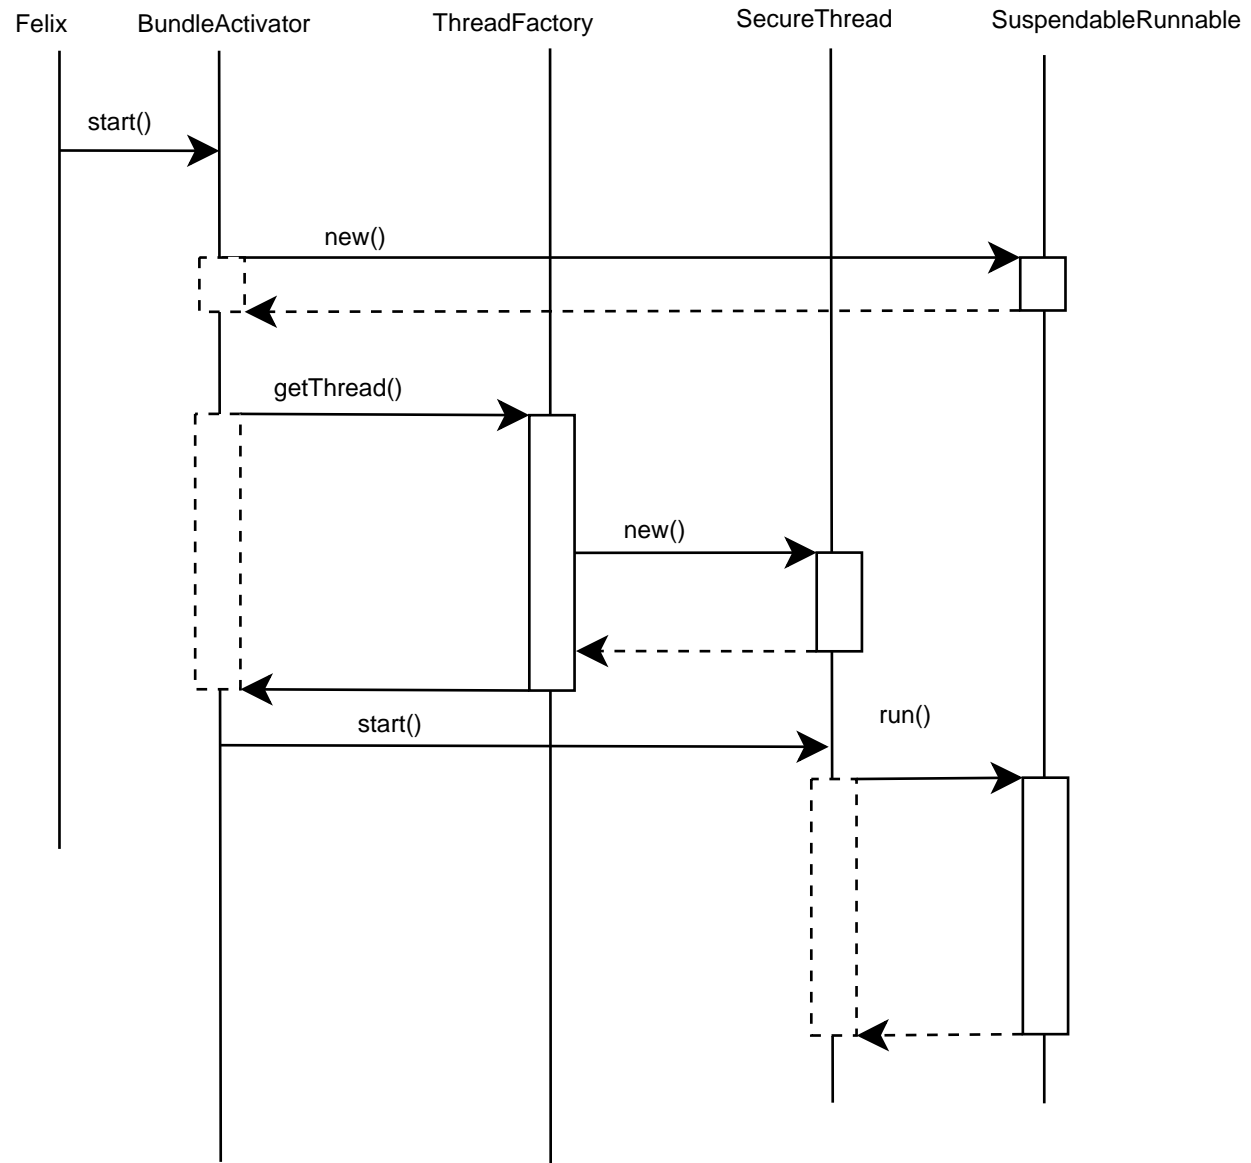 Felix
BundleActivator
ThreadFactory
SecureThread
SuspendableRunnable
start()
new()
getThread()
new()
run()
start()